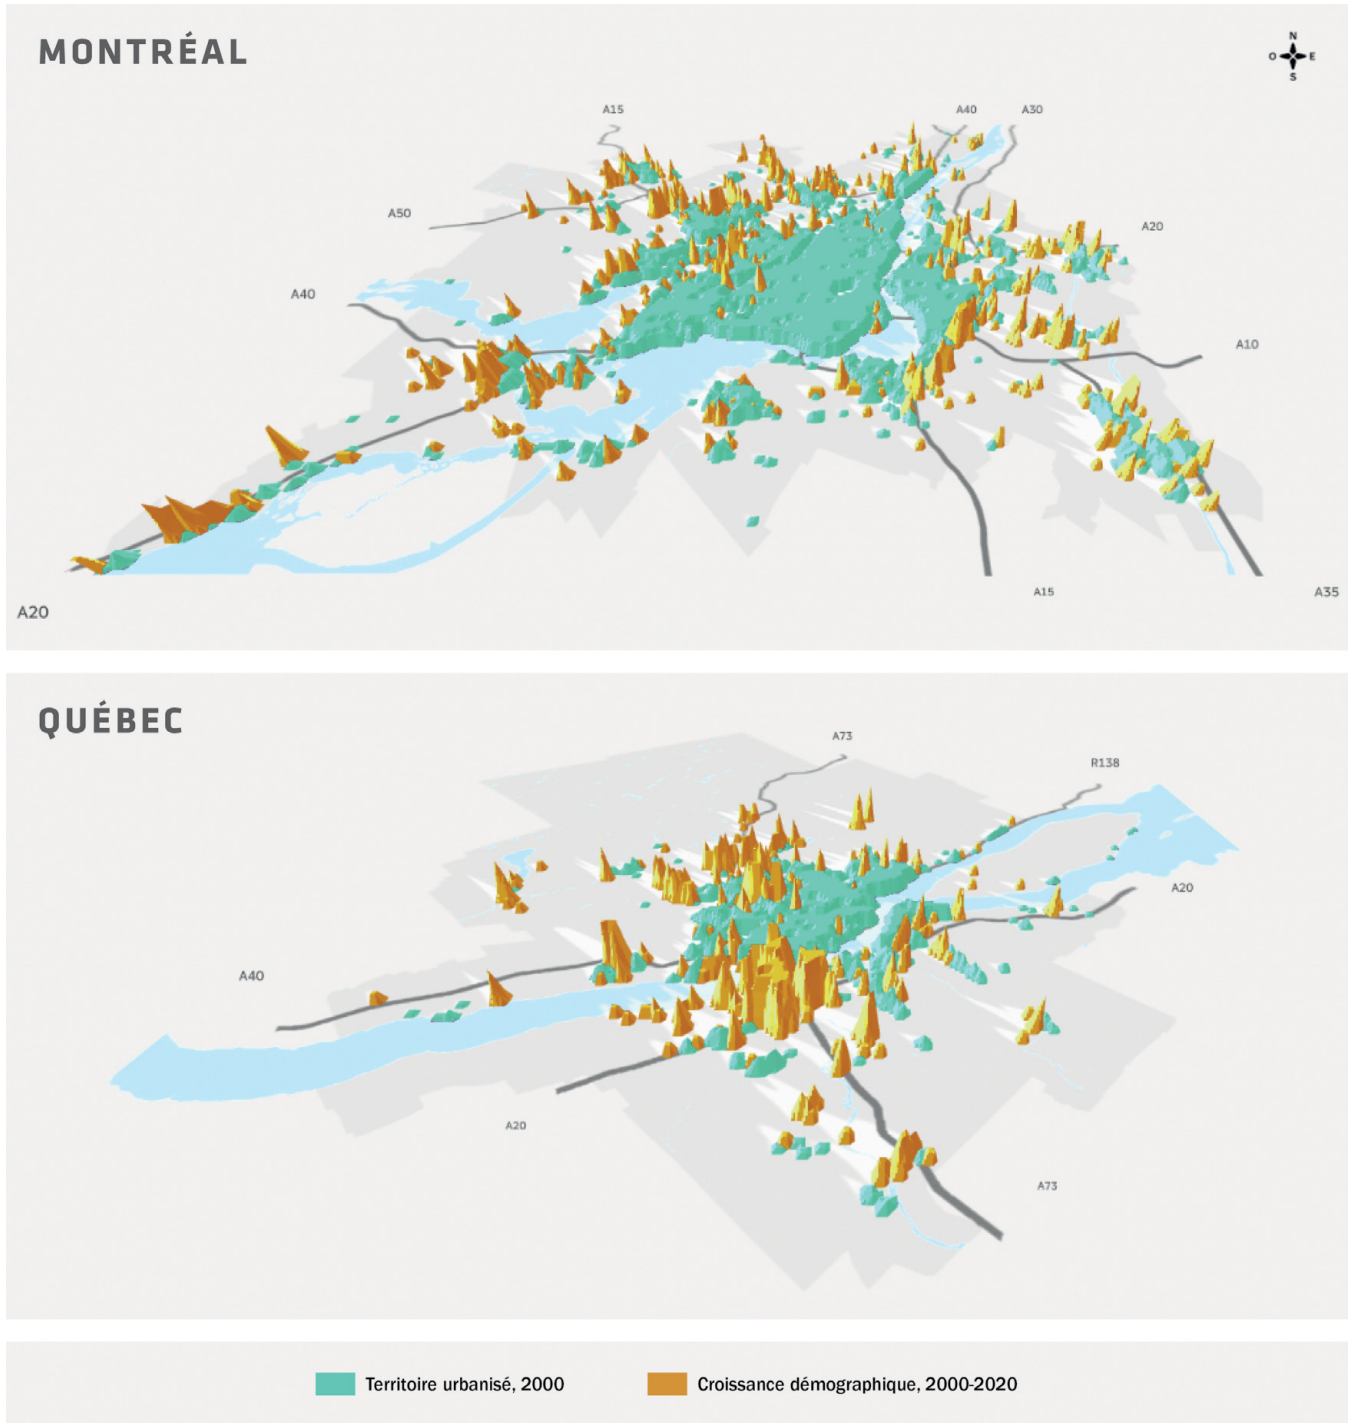 MONTRÉAL
N
O E
S
A15
A40
A30
A50
A20
A40
A10
A15
A35
A20
QUÉBEC
A73
R138
A20
A40
A20
A73
Territoire urbanisé, 2000
Croissance démographique, 2000-2020